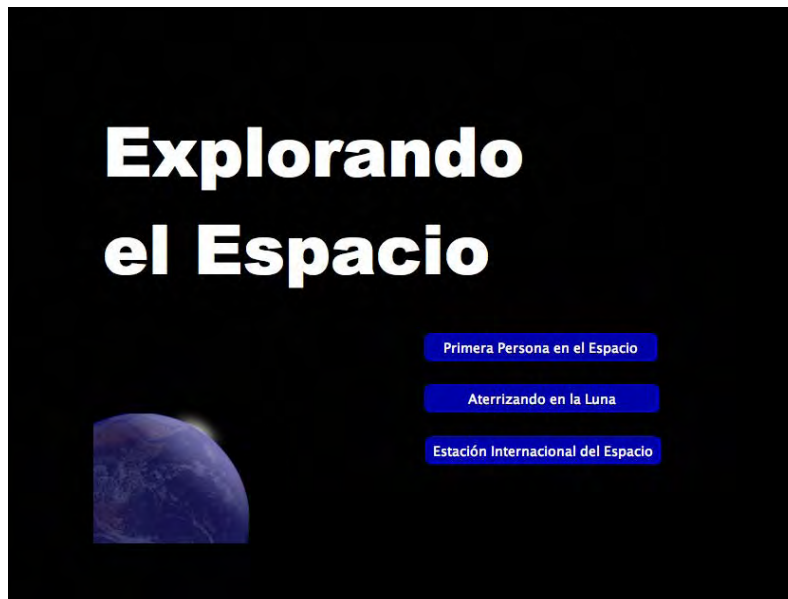 Explorando
el Espacio
Primera Persona en el Espacio
Aterrizando en la Luna
Estación Internacional del Espacio